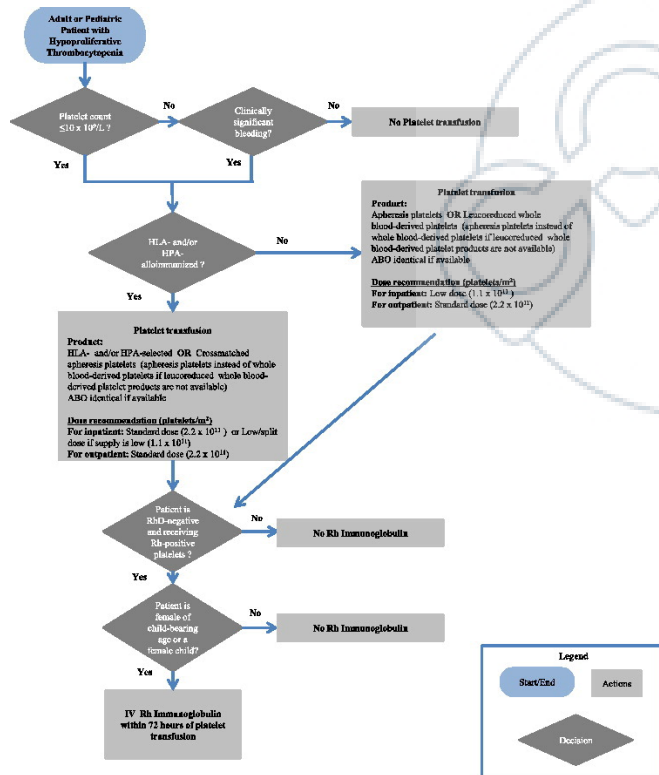 Adult or Pediatric
Patient with
Hypoproliferative
Thrombocytopenia
Platelet count
≤10 x 10⁹/L ?
No
Clinically
significant
bleeding?
No
No Platelet transfusion
Yes
Yes
HLA- and/or
HPA-
alloimmunized ?
No
Platelet transfusion
Product:
Apheresis platelets OR Leucoreduced whole
blood-derived platelets (apheresis platelets instead of
whole blood-derived platelets if leucoreduced whole
blood-derived platelet products are not available)
ABO identical if available
Dose recommendation (platelets/m²)
For inpatient: Low dose (1.1 x
For outpatient: Standard dose (2.2 x
Yes
Platelet transfusion
Product:
HLA- and/or HPA-selected OR Crossmatched
apheresis platelets (apheresis platelets instead of whole
blood-derived platelets if leucoreduced whole blood-
derived platelet products are not available)
ABO identical if available
Dose recommendation (platelets/m²)
For inpatient: Standard dose (2.2 x or Low/split
dose if supply is low (1.1 x
For outpatient: Standard dose (2.2 x
Patient is
RhD-negative
and receiving
Rh-positive
platelets ?
No
No Rh Immunoglobulin
Yes
Patient is
female of
child-bearing
age or a
female child?
No
No Rh Immunoglobulin
Yes
IV Rh Immunoglobulin
within 72 hours of platelet
transfusion
Legend
Start/End
Actions
Decision